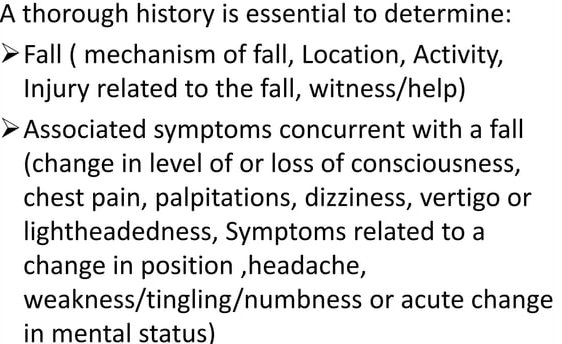 A thorough history is essential to determine:
➢Fall ( mechanism of fall, Location, Activity,
Injury related to the fall, witness/help)
➢Associated symptoms concurrent with a fall
(change in level of or loss of consciousness,
chest pain, palpitations, dizziness, vertigo or
lightheadedness, Symptoms related to a
change in position ,headache,
weakness/tingling/numbness or acute change
in mental status)